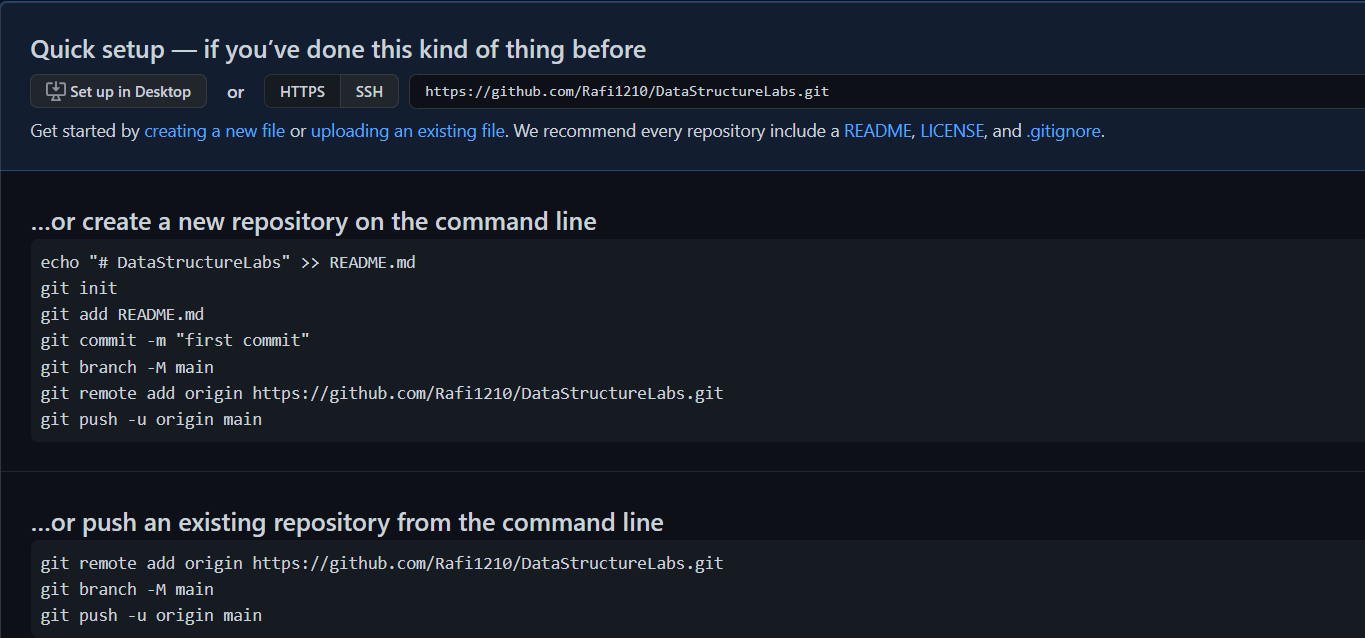 Quick setup — if you’ve done this kind of thing before
Set up in Desktop or HTTPS SSH https://github.com/Rafi1210/DataStructureLabs.git
Get started by creating a new file or uploading an existing file. We recommend every repository include a README, LICENSE, and .gitignore.
...or create a new repository on the command line
echo "# DataStructureLabs" >> README.md
git init
git add README.md
git commit -m "first commit"
git branch -M main
git remote add origin https://github.com/Rafi1210/DataStructureLabs.git
git push -u origin main
...or push an existing repository from the command line
git remote add origin https://github.com/Rafi1210/DataStructureLabs.git
git branch -M main
git push -u origin main